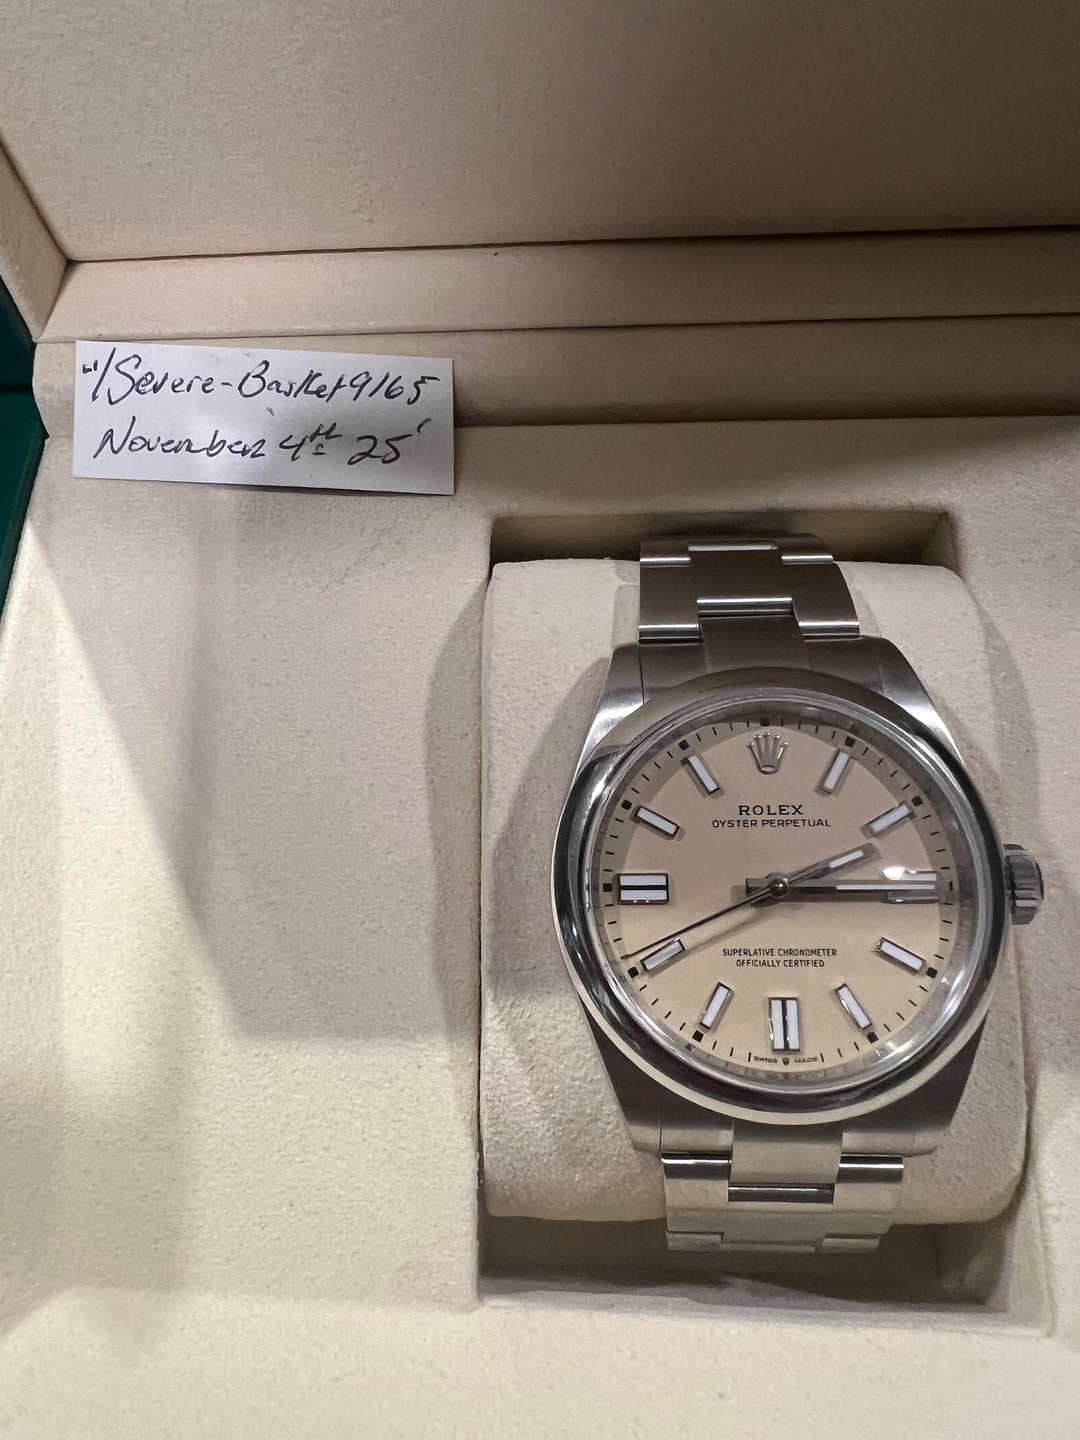 u/Severe-Basket9165
November 4th 25'
ROLEX
OYSTER PERPETUAL
SUPERLATIVE CHRONOMETER
OFFICIALLY CERTIFIED
SWISS MADE